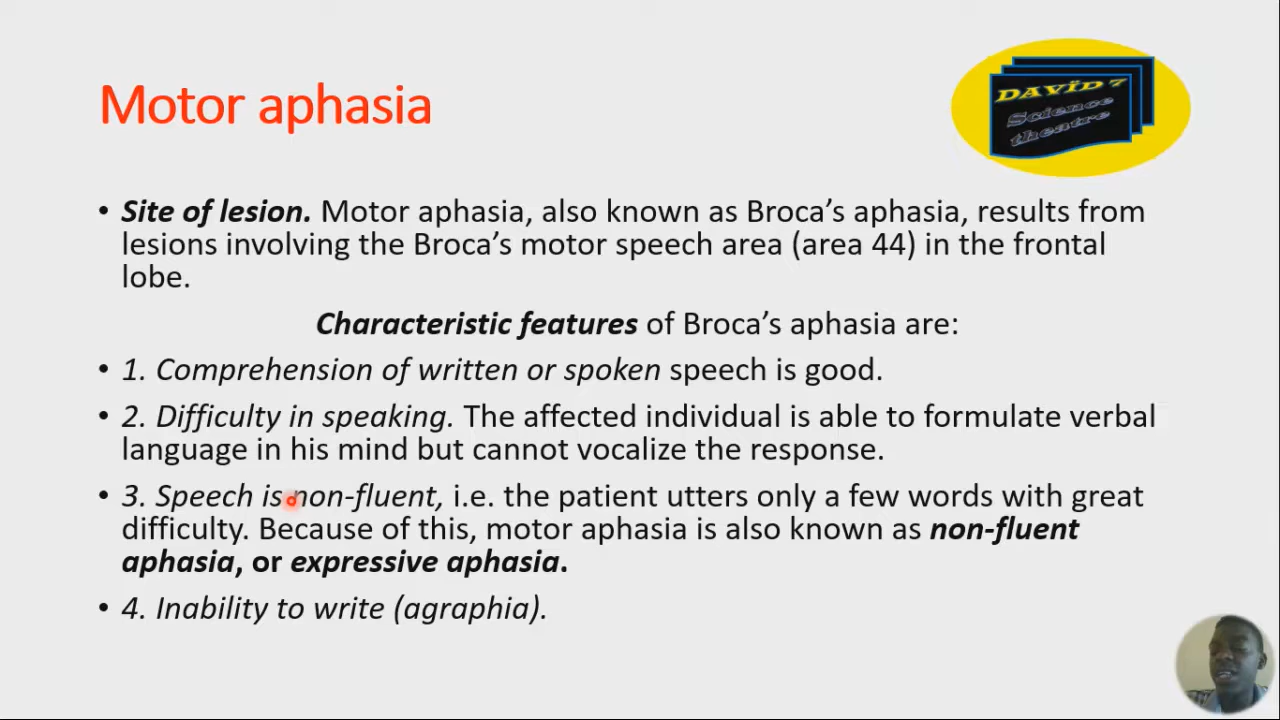 Motor aphasia
DAVÏD 7
Science
theatre
• Site of lesion. Motor aphasia, also known as Broca’s aphasia, results from
lesions involving the Broca’s motor speech area (area 44) in the frontal
lobe.
Characteristic features of Broca’s aphasia are:
• 1. Comprehension of written or spoken speech is good.
• 2. Difficulty in speaking. The affected individual is able to formulate verbal
language in his mind but cannot vocalize the response.
• 3. Speech is non-fluent, i.e. the patient utters only a few words with great
difficulty. Because of this, motor aphasia is also known as non-fluent
aphasia, or expressive aphasia.
• 4. Inability to write (agraphia).